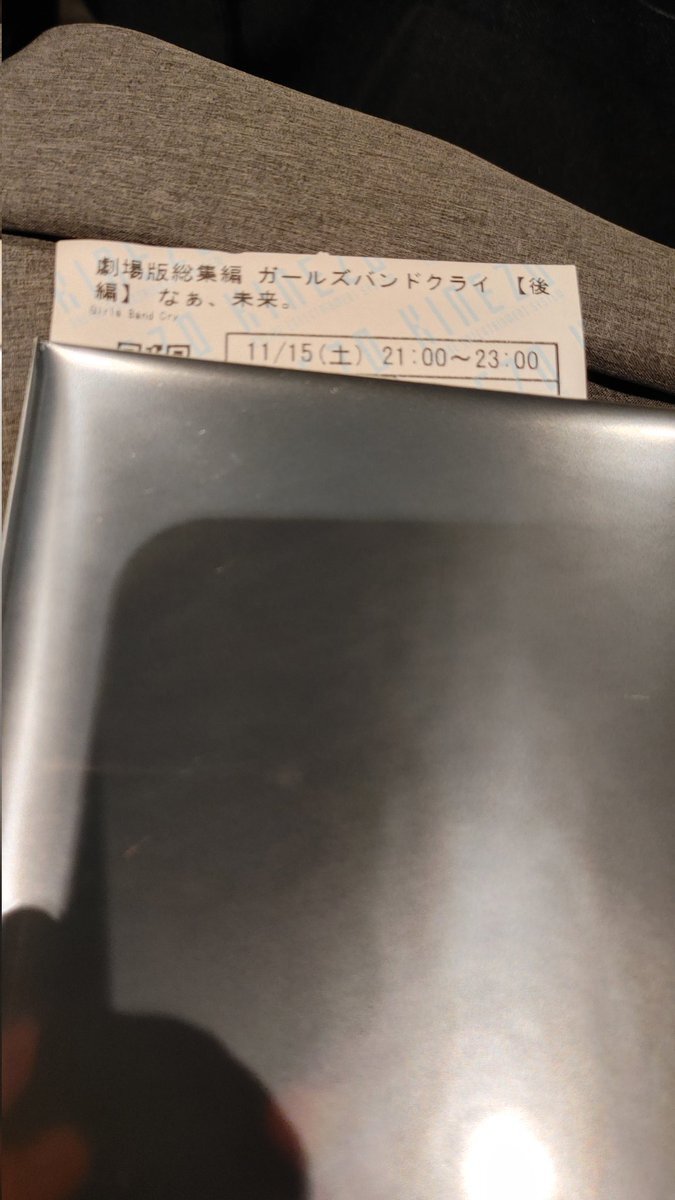 劇場版総集編 ガールズバンドクライ 【後
編】 なぁ、未来。
Girls Band Cry
11/15(土) 21:00～23:00
KINEZO